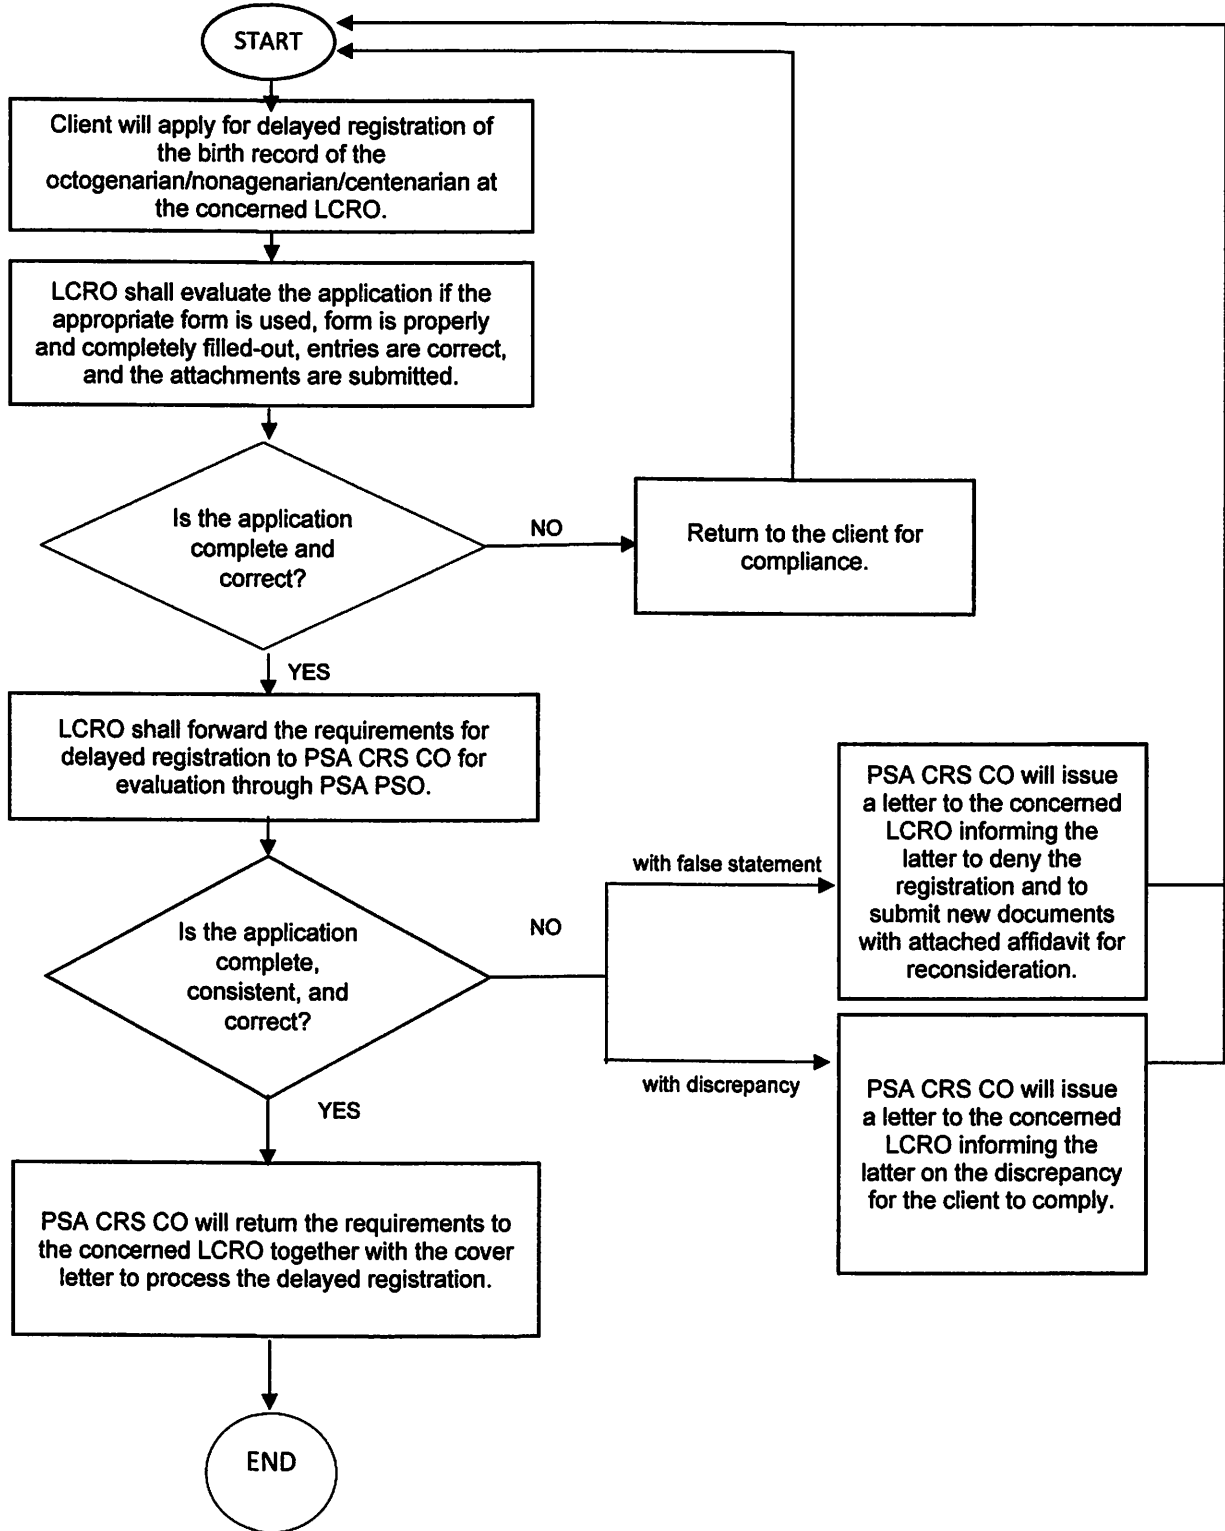 START
Client will apply for delayed registration of
the birth record of the
octogenarian/nonagenarian/centenarian at
the concerned LCRO.
LCRO shall evaluate the application if the
appropriate form is used, form is properly
and completely filled-out, entries are correct,
and the attachments are submitted.
Is the application
complete and
correct?
NO
Return to the client for
compliance.
YES
LCRO shall forward the requirements for
delayed registration to PSA CRS CO for
evaluation through PSA PSO.
Is the application
complete,
consistent, and
correct?
NO
with false statement
PSA CRS CO will issue
a letter to the concerned
LCRO informing the
latter to deny the
registration and to
submit new documents
with attached affidavit for
reconsideration.
with discrepancy
PSA CRS CO will issue
a letter to the concerned
LCRO informing the
latter on the discrepancy
for the client to comply.
YES
PSA CRS CO will return the requirements to
the concerned LCRO together with the cover
letter to process the delayed registration.
END